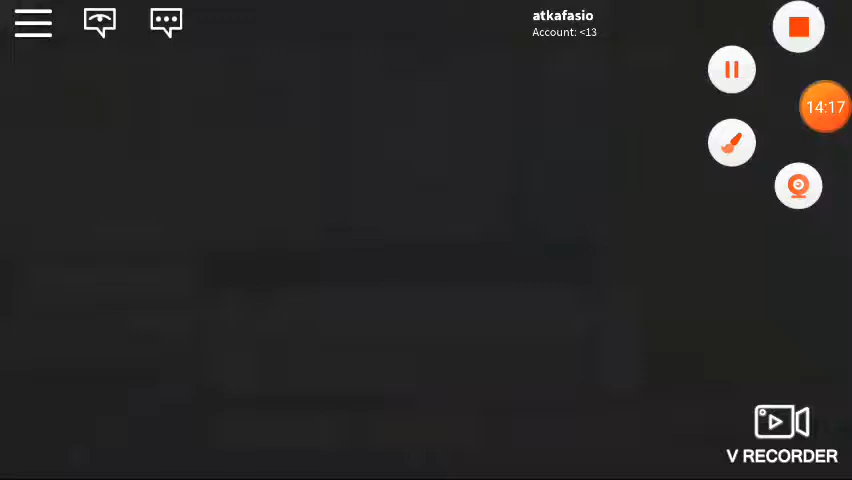 atkafasio
Account: <13
14:17
V RECORDER